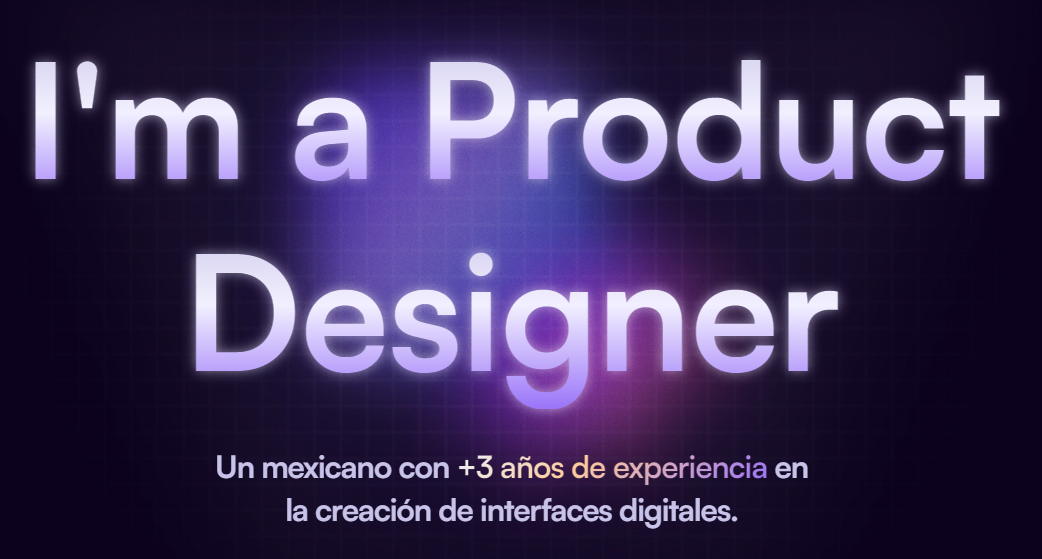 I'm a Product
Designer
Un mexicano con +3 años de experiencia en
la creación de interfaces digitales.